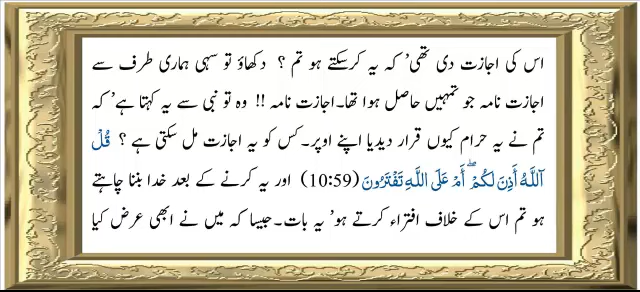 اس کی اجازت دی تھی’ کہ یہ کرسکتے ہو تم ؟ دکھاؤ تو سہی ہماری طرف سے
اجازت نامہ جو تمہیں حاصل ہوا تھا۔اجازت نامہ !! وہ تو نبی سے یہ کہتا ہے’ کہ
تم نے یہ حرام کیوں قرار دیدیا اپنے اوپر۔کس کو یہ اجازت مل سکتی ہے ؟ قُلْ
آللَّهُ أَذِنَ لَكُمْ ۖ أَمْ عَلَى اللَّهِ تَفْتَرُونَ (10:59) اور یہ کرنے کے بعد خدا بننا چاہتے
ہو تم اس کے خلاف افتراء کرتے ہو’ یہ بات۔جیسا کہ میں نے ابھی عرض کیا